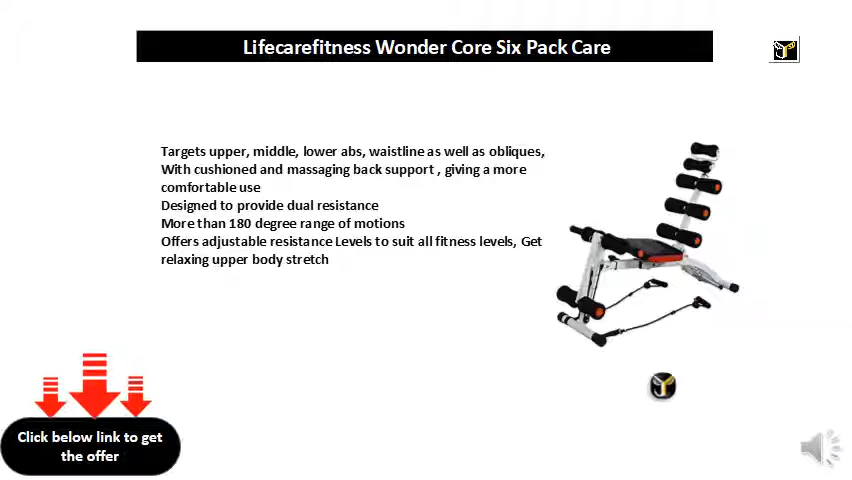 Lifecarefitness Wonder Core Six Pack Care
Targets upper, middle, lower abs, waistline as well as obliques,
With cushioned and massaging back support , giving a more
comfortable use
Designed to provide dual resistance
More than 180 degree range of motions
Offers adjustable resistance Levels to suit all fitness levels, Get
relaxing upper body stretch
Click below link to get
the offer